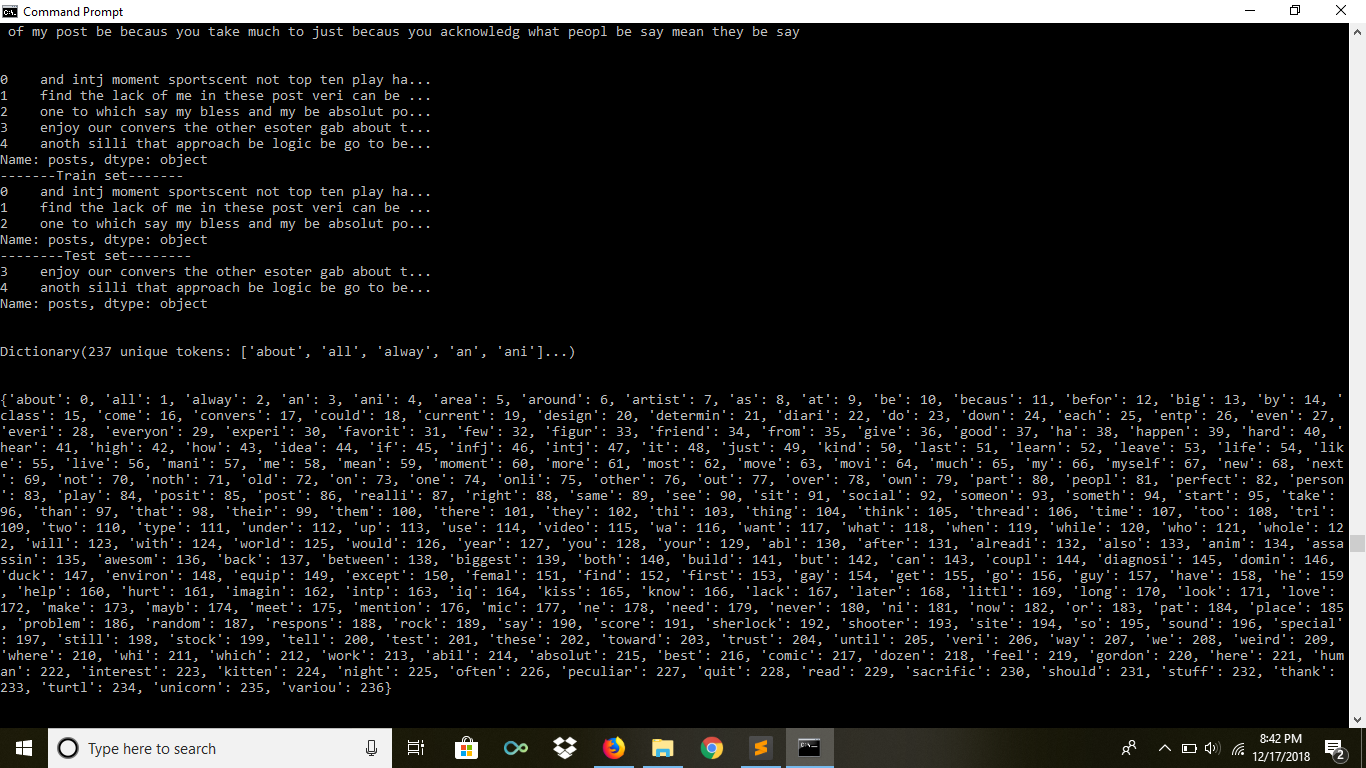 Command Prompt
of my post be becaus you take much to just becaus you acknowledg what peopl be say mean they be say
0    and intj moment sportscent not top ten play ha...
1    find the lack of me in these post veri can be ...
2    one to which say my bless and my be absolut po...
3    enjoy our convers the other esoter gab about t...
4    anoth silli that approach be logic be go to be...
Name: posts, dtype: object
-------Train set-------
0    and intj moment sportscent not top ten play ha...
1    find the lack of me in these post veri can be ...
2    one to which say my bless and my be absolut po...
Name: posts, dtype: object
--------Test set--------
3    enjoy our convers the other esoter gab about t...
4    anoth silli that approach be logic be go to be...
Name: posts, dtype: object
Dictionary(237 unique tokens: ['about', 'all', 'alway', 'an', 'ani']...)
{'about': 0, 'all': 1, 'alway': 2, 'an': 3, 'ani': 4, 'area': 5, 'around': 6, 'artist': 7, 'as': 8, 'at': 9, 'be': 10, 'becaus': 11, 'befor': 12, 'big': 13, 'by': 14, '
class': 15, 'come': 16, 'convers': 17, 'could': 18, 'current': 19, 'design': 20, 'determin': 21, 'diari': 22, 'do': 23, 'down': 24, 'each': 25, 'entp': 26, 'even': 27,
'everi': 28, 'everyon': 29, 'experi': 30, 'favorit': 31, 'few': 32, 'figur': 33, 'friend': 34, 'from': 35, 'give': 36, 'good': 37, 'ha': 38, 'happen': 39, 'hard': 40, '
hear': 41, 'high': 42, 'how': 43, 'idea': 44, 'if': 45, 'infj': 46, 'intj': 47, 'it': 48, 'just': 49, 'kind': 50, 'last': 51, 'learn': 52, 'leave': 53, 'life': 54, 'lik
e': 55, 'live': 56, 'mani': 57, 'me': 58, 'mean': 59, 'moment': 60, 'more': 61, 'most': 62, 'move': 63, 'movi': 64, 'much': 65, 'my': 66, 'myself': 67, 'new': 68, 'next
': 69, 'not': 70, 'noth': 71, 'old': 72, 'on': 73, 'one': 74, 'onli': 75, 'other': 76, 'out': 77, 'over': 78, 'own': 79, 'part': 80, 'peopl': 81, 'perfect': 82, 'person
': 83, 'play': 84, 'posit': 85, 'post': 86, 'realli': 87, 'right': 88, 'same': 89, 'see': 90, 'sit': 91, 'social': 92, 'someon': 93, 'someth': 94, 'start': 95, 'take':
96, 'than': 97, 'that': 98, 'their': 99, 'them': 100, 'there': 101, 'they': 102, 'thi': 103, 'thing': 104, 'think': 105, 'thread': 106, 'time': 107, 'too': 108, 'tri':
109, 'two': 110, 'type': 111, 'under': 112, 'up': 113, 'use': 114, 'video': 115, 'wa': 116, 'want': 117, 'what': 118, 'when': 119, 'while': 120, 'who': 121, 'whole': 12
2, 'will': 123, 'with': 124, 'world': 125, 'would': 126, 'year': 127, 'you': 128, 'your': 129, 'abl': 130, 'after': 131, 'alreadi': 132, 'also': 133, 'anim': 134, 'assa
ssin': 135, 'awesom': 136, 'back': 137, 'between': 138, 'biggest': 139, 'both': 140, 'build': 141, 'but': 142, 'can': 143, 'coupl': 144, 'diagnosi': 145, 'domin': 146,
'duck': 147, 'environ': 148, 'equip': 149, 'except': 150, 'femal': 151, 'find': 152, 'first': 153, 'gay': 154, 'get': 155, 'go': 156, 'guy': 157, 'have': 158, 'he': 159
, 'help': 160, 'hurt': 161, 'imagin': 162, 'intp': 163, 'iq': 164, 'kiss': 165, 'know': 166, 'lack': 167, 'later': 168, 'littl': 169, 'long': 170, 'look': 171, 'love':
172, 'make': 173, 'mayb': 174, 'meet': 175, 'mention': 176, 'mic': 177, 'ne': 178, 'need': 179, 'never': 180, 'ni': 181, 'now': 182, 'or': 183, 'pat': 184, 'place': 185
, 'problem': 186, 'random': 187, 'respons': 188, 'rock': 189, 'say': 190, 'score': 191, 'sherlock': 192, 'shooter': 193, 'site': 194, 'so': 195, 'sound': 196, 'special'
: 197, 'still': 198, 'stock': 199, 'tell': 200, 'test': 201, 'these': 202, 'toward': 203, 'trust': 204, 'until': 205, 'veri': 206, 'way': 207, 'we': 208, 'weird': 209,
'where': 210, 'whi': 211, 'which': 212, 'work': 213, 'abil': 214, 'absolut': 215, 'best': 216, 'comic': 217, 'dozen': 218, 'feel': 219, 'gordon': 220, 'here': 221, 'hum
an': 222, 'interest': 223, 'kitten': 224, 'night': 225, 'often': 226, 'peculiar': 227, 'quit': 228, 'read': 229, 'sacrific': 230, 'should': 231, 'stuff': 232, 'thank':
233, 'turtl': 234, 'unicorn': 235, 'variou': 236}
Type here to search
8:42 PM
12/17/2018
2